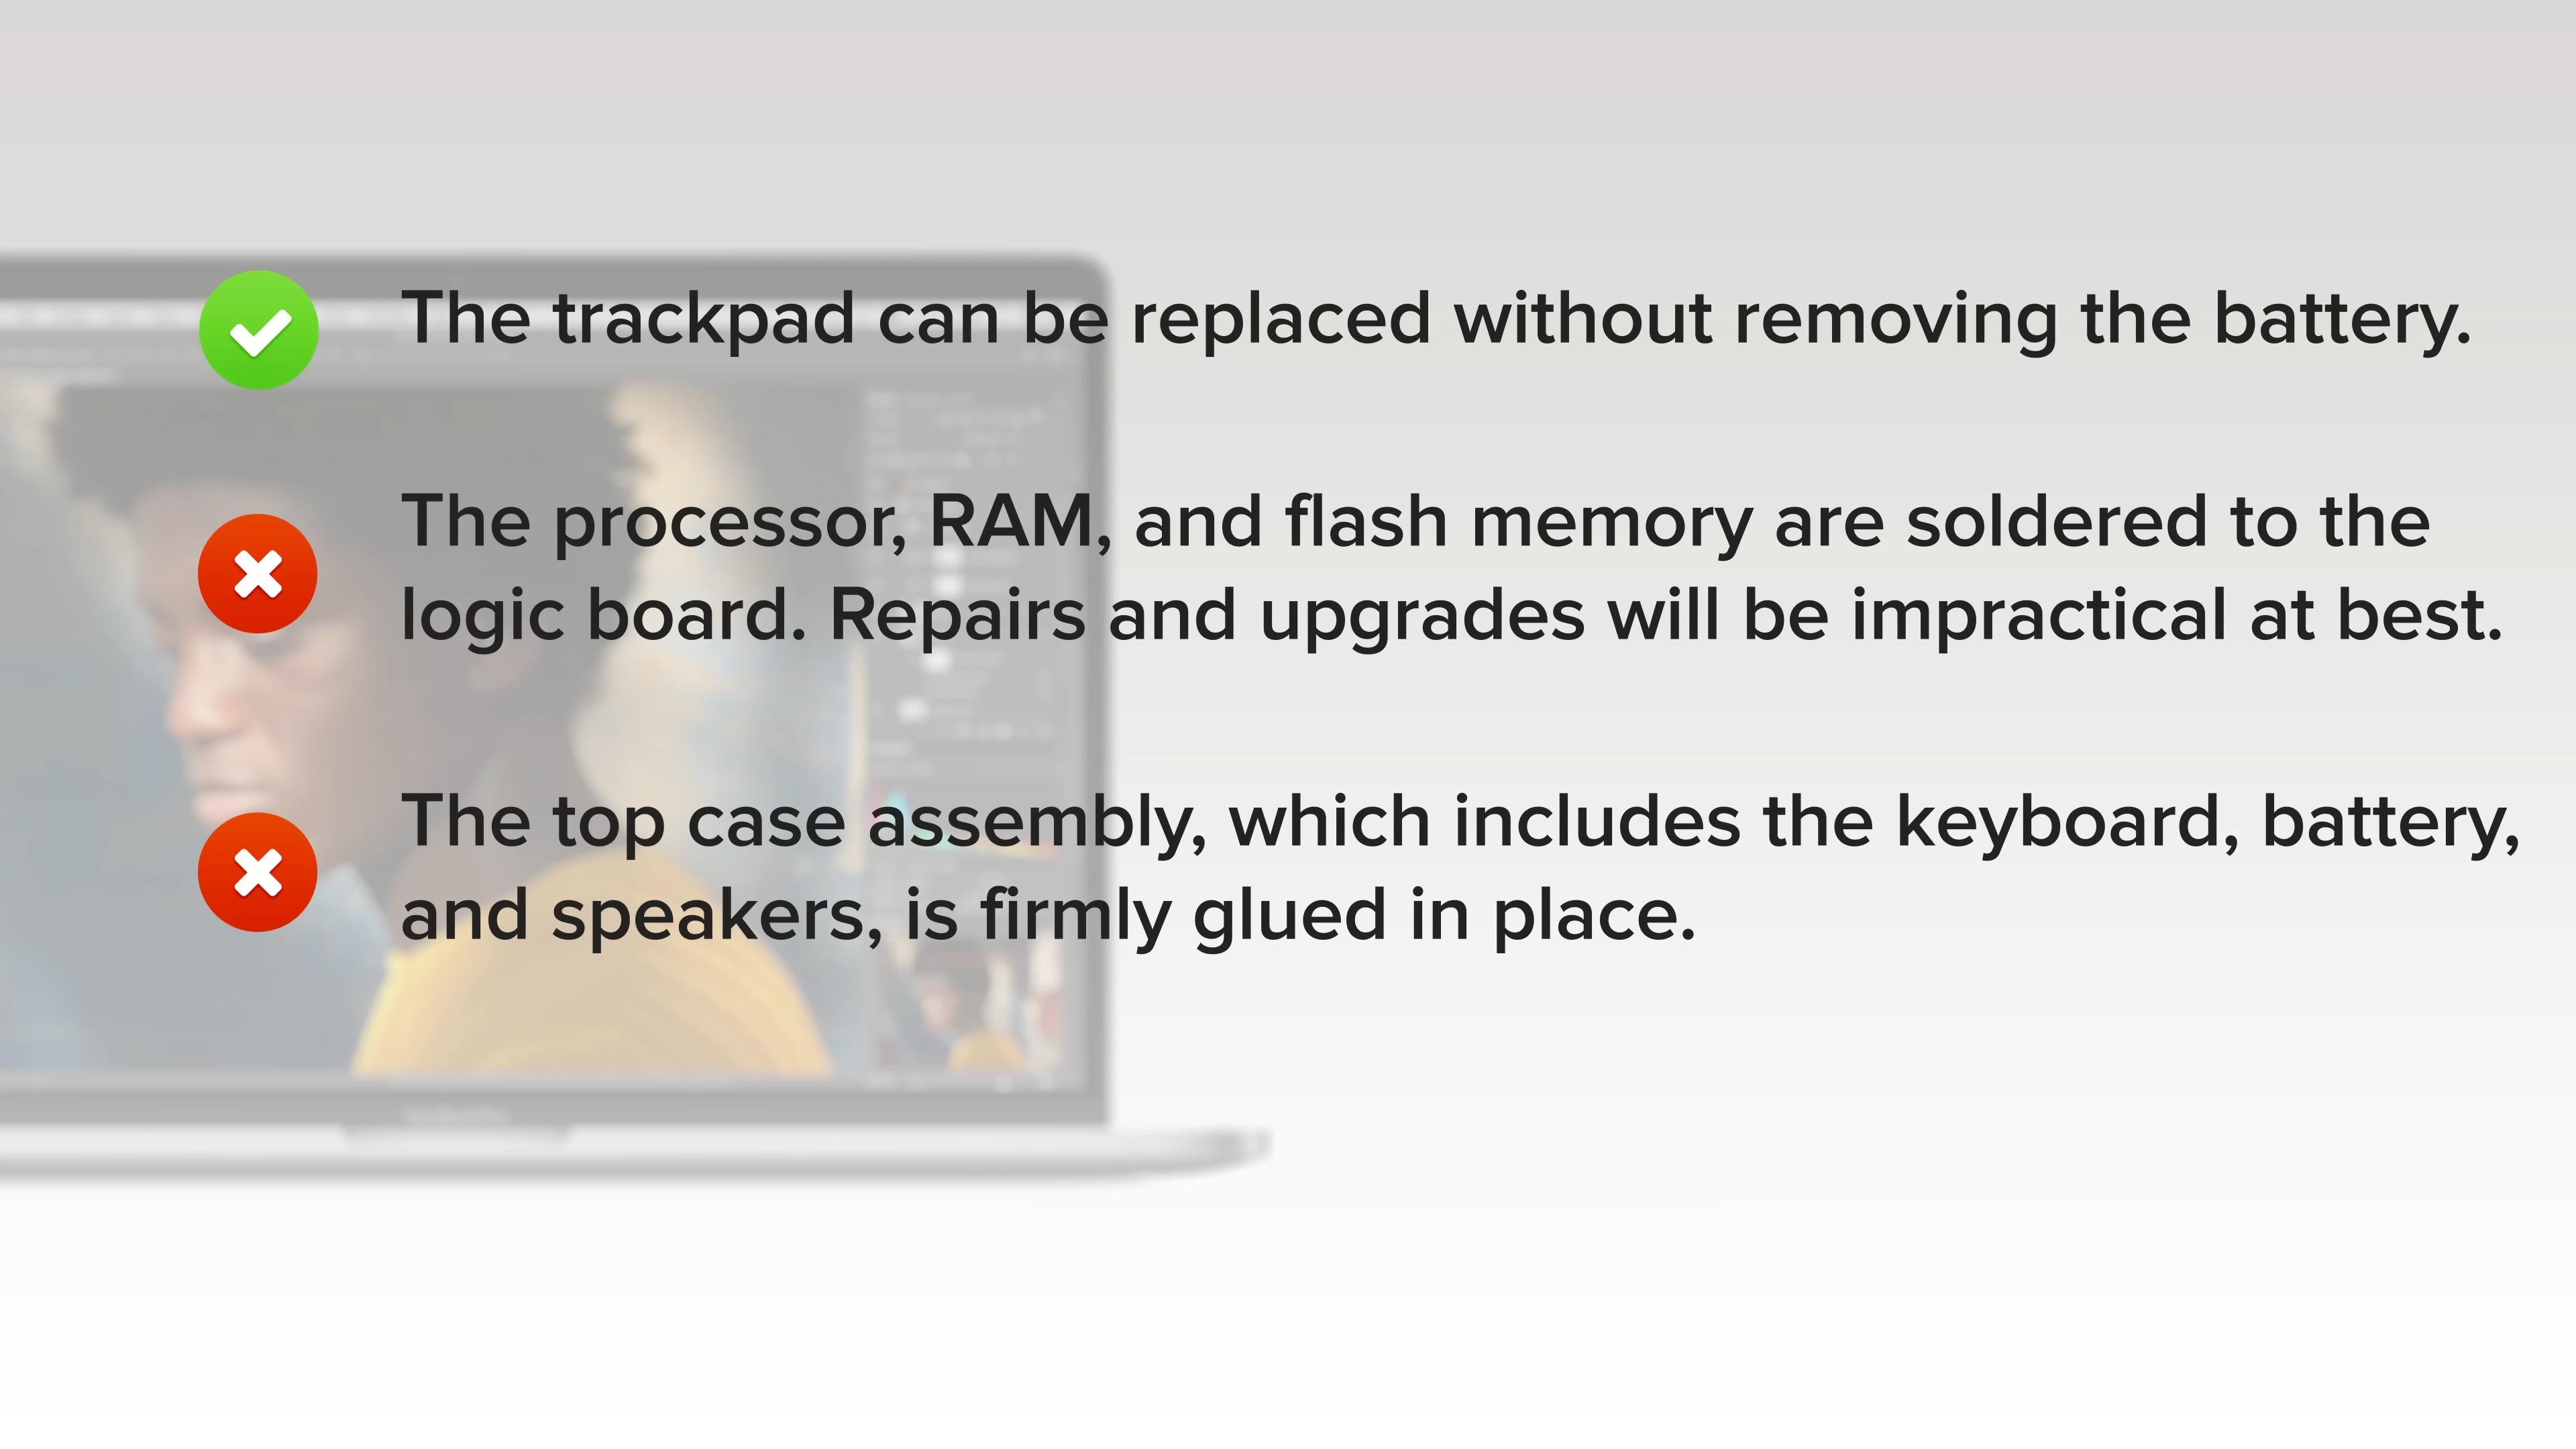 The trackpad can be replaced without removing the battery.
The processor, RAM, and flash memory are soldered to the
logic board. Repairs and upgrades will be impractical at best.
The top case assembly, which includes the keyboard, battery,
and speakers, is firmly glued in place.